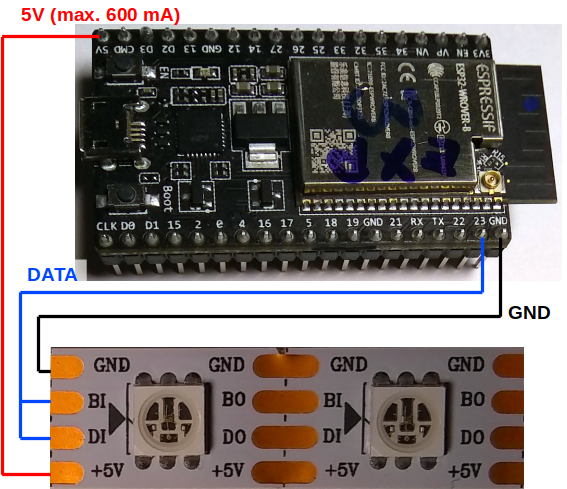 5V (max. 600 mA)
5V CMD D3 D2 13 GND 12 14 27 26 25 33 32 35 34 VN VP EN 3V3
EN
ESPRESSIF
ESP32-WROVER-B
CE
Boot
CLK D0 D1 15 2 0 4 16 17 5 18 19 GND 21 RX TX 22 23 GND
DATA
GND
GND GND GND GND
BI BO BI BO
DI DO DI DO
+5V +5V +5V +5V